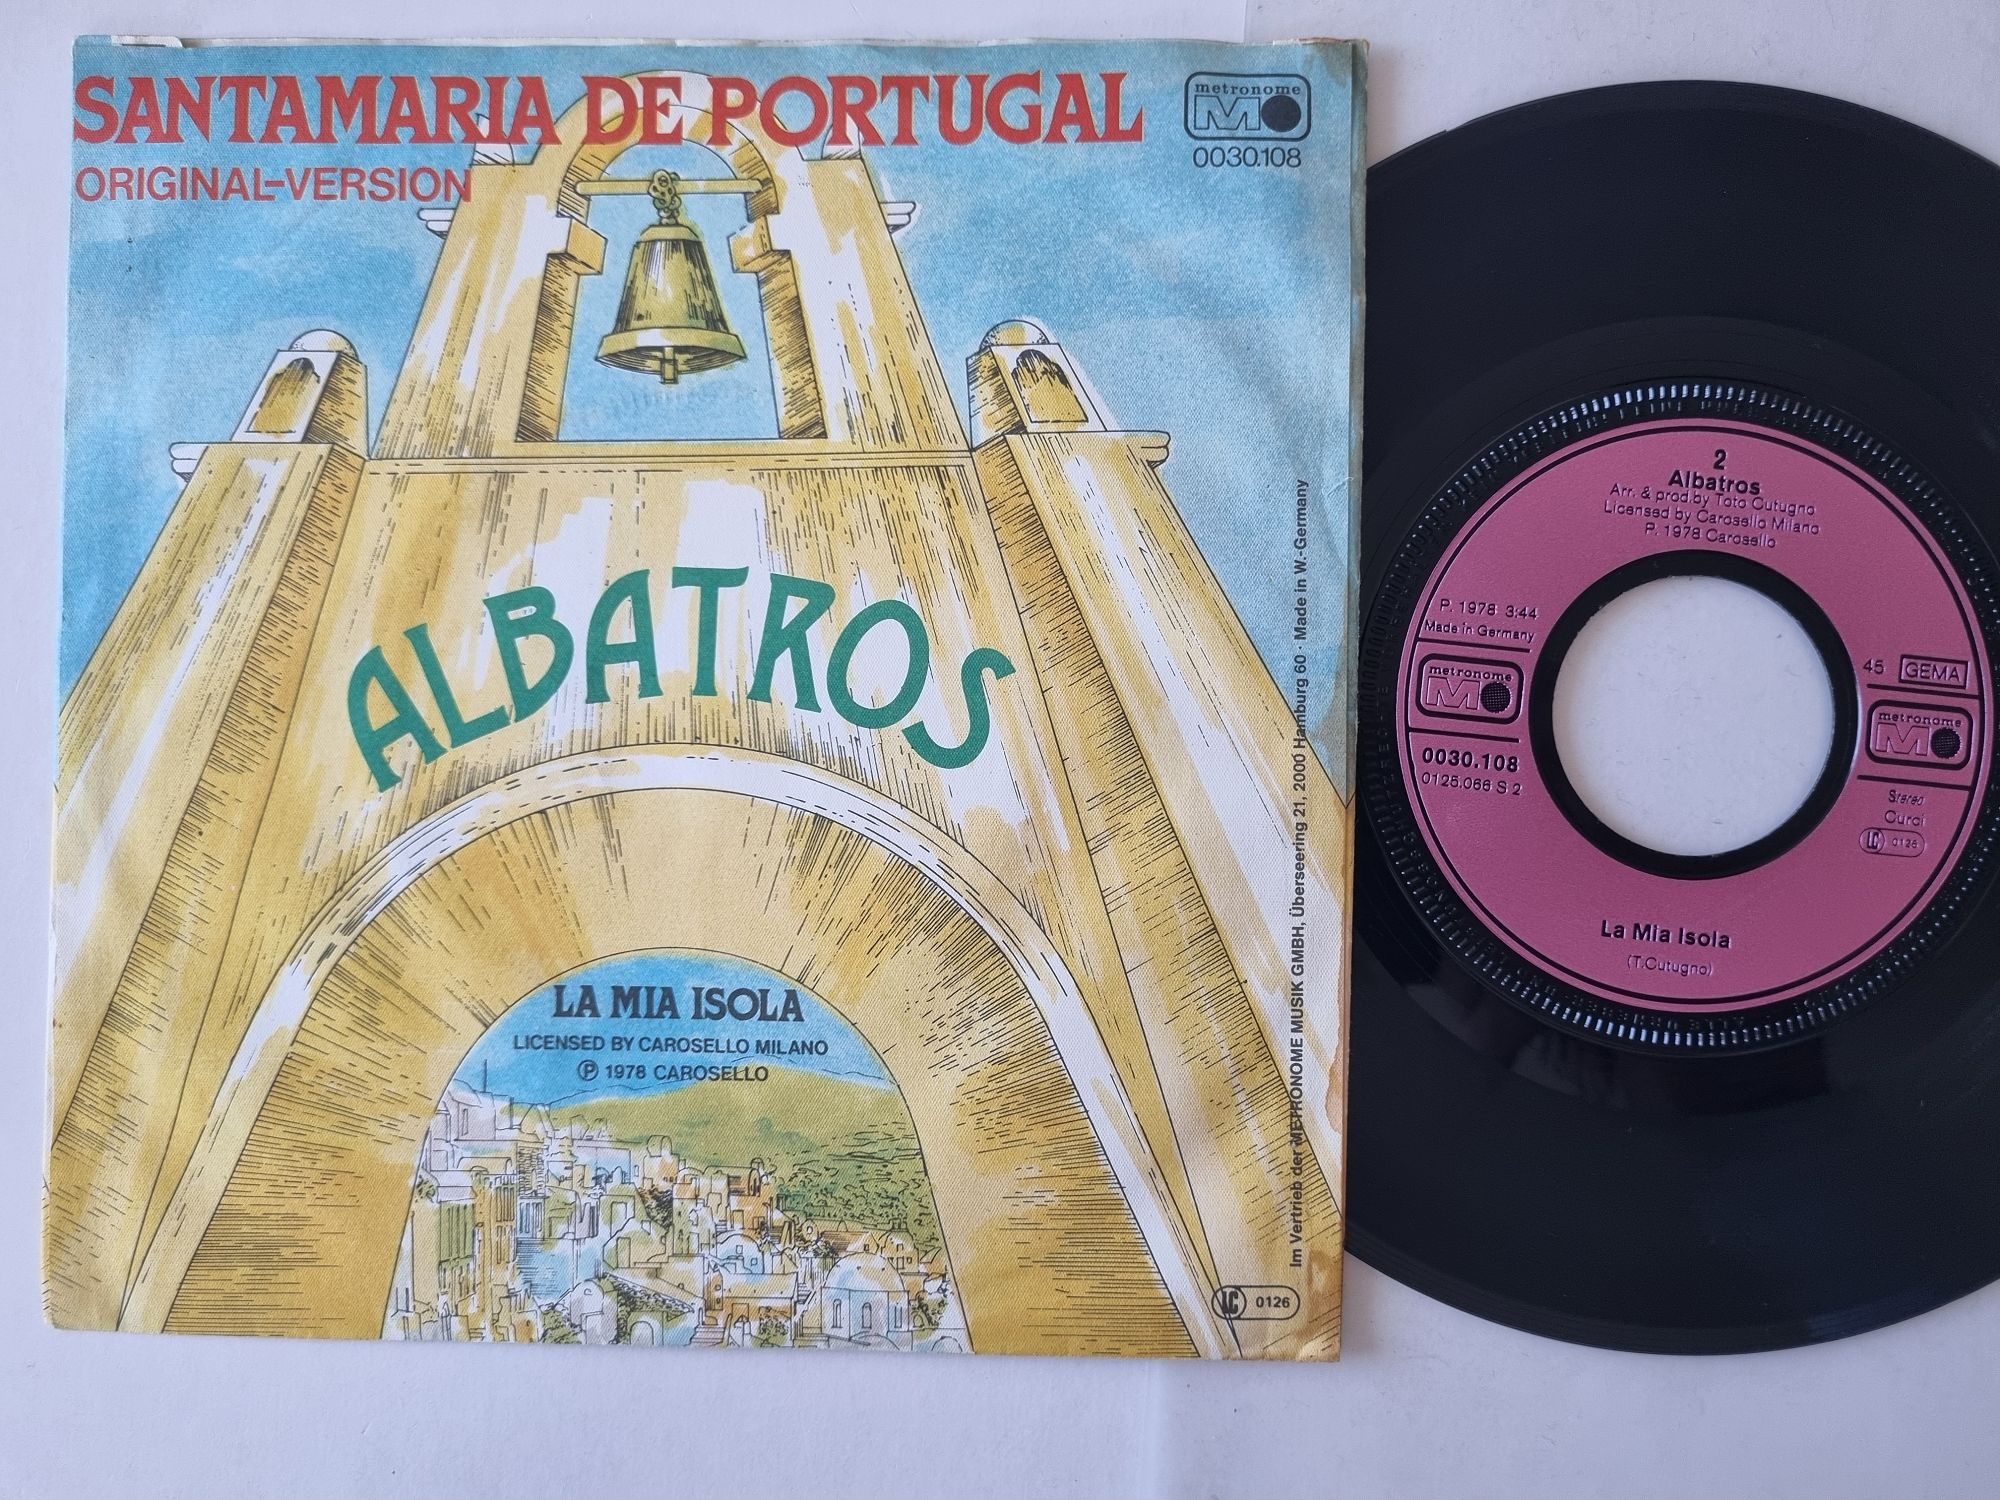 SANTAMARIA DE PORTUGAL
ORIGINAL-VERSION
metronome
0030.108
ALBATROS
LA MIA ISOLA
LICENSED BY CAROSELLO MILANO
℗ 1978 CAROSELLO
Im Vertrieb der METRONOME MUSIK GMBH, Überseering 21, 2000 Hamburg 60 · Made in W.-Germany
LC 0126
2
Albatros
Arr. & prod.by Toto Cutugno
Licensed by Carosello Milano
P. 1978 Carosello
P. 1978 3:44
Made in Germany
metronome
0030.108
0125.066 S 2
45 GEMA
metronome
Stereo
Curci
LC 0126
La Mia Isola
(T.Cutugno)